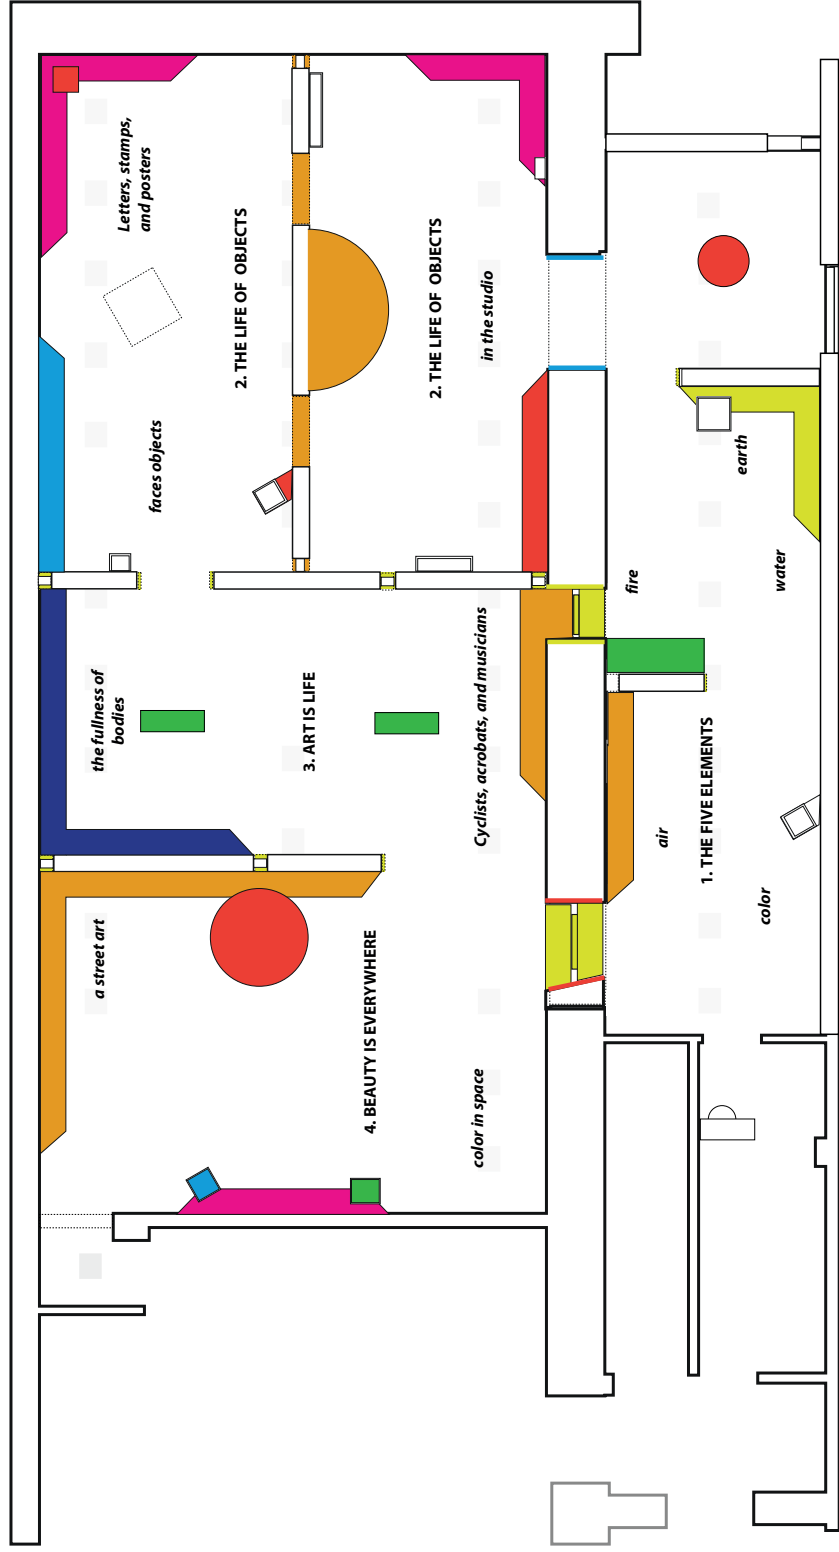 Letters, stamps,
and posters
2. THE LIFE OF OBJECTS
faces objects
2. THE LIFE OF OBJECTS
in the studio
the fullness of
bodies
3. ART IS LIFE
Cyclists, acrobats, and musicians
a street art
4. BEAUTY IS EVERYWHERE
color in space
earth
water
fire
1. THE FIVE ELEMENTS
air
color